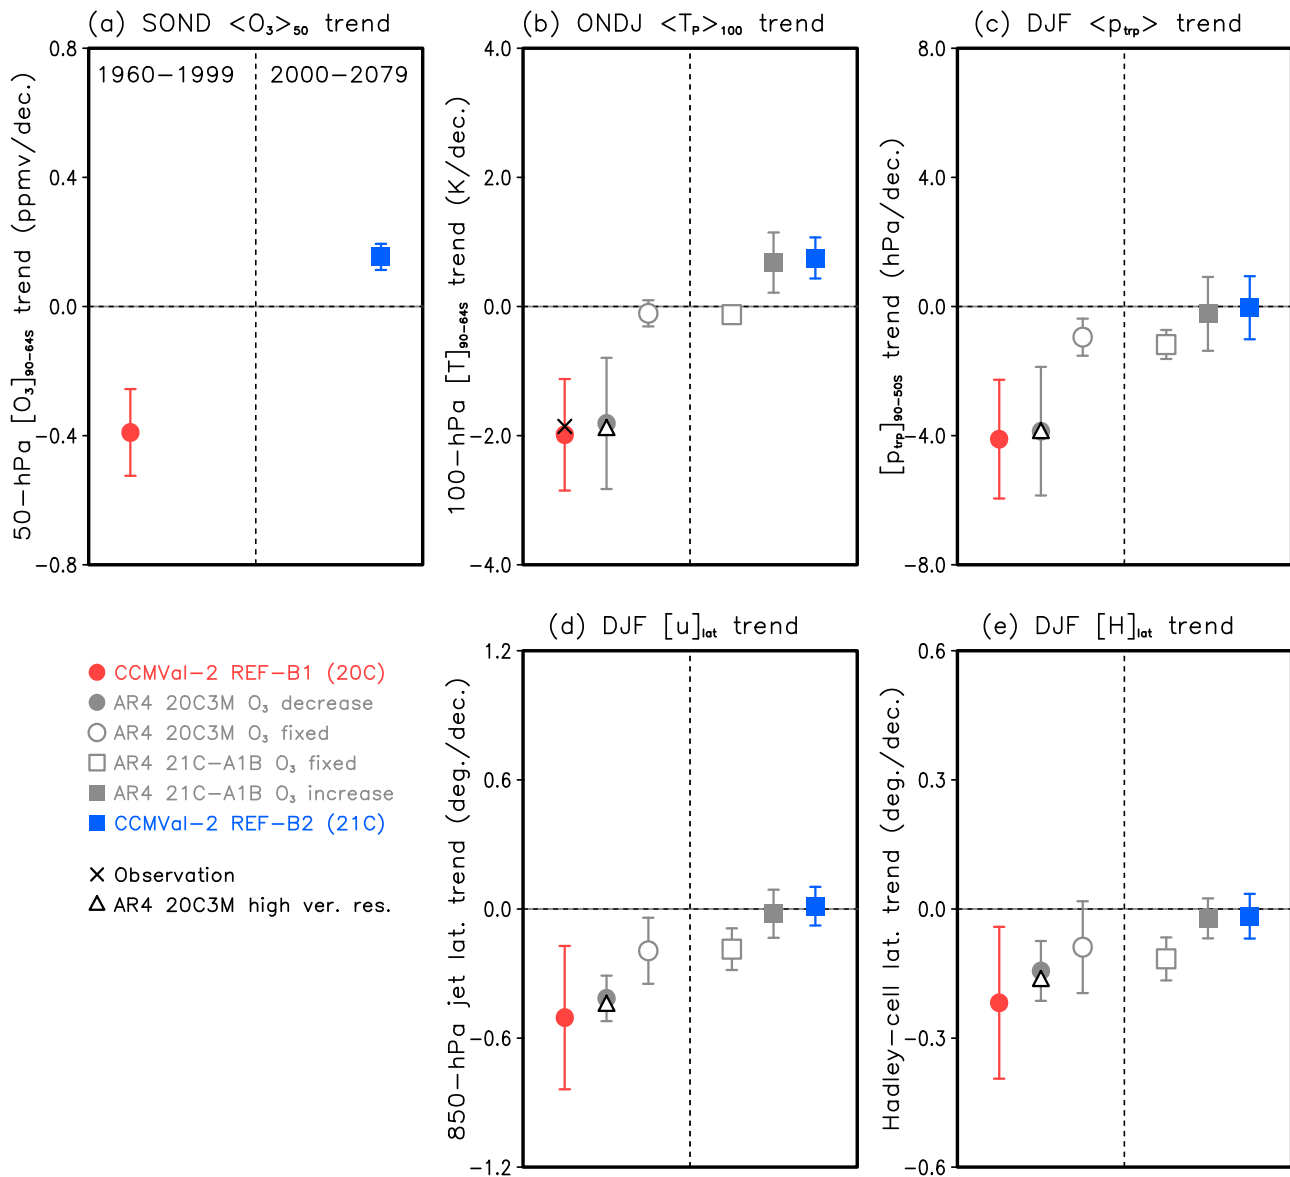 (a) SOND <O₃>₅₀ trend
1960−1999
2000−2079
50−hPa [O₃]₉₀₋₆₄S trend (ppmv/dec.)
0.8
0.4
0.0
−0.4
−0.8
(b) ONDJ <Tₚ>₁₀₀ trend
100−hPa [T]₉₀₋₆₄S trend (K/dec.)
4.0
2.0
0.0
−2.0
−4.0
(c) DJF <pₜᵣₚ> trend
[pₜᵣₚ]₉₀₋₅₀S trend (hPa/dec.)
8.0
4.0
0.0
−4.0
−8.0
CCMVal−2 REF−B1 (20C)
AR4 20C3M O₃ decrease
AR4 20C3M O₃ fixed
AR4 21C−A1B O₃ fixed
AR4 21C−A1B O₃ increase
CCMVal−2 REF−B2 (21C)
Observation
AR4 20C3M high ver. res.
(d) DJF [u]lat trend
850−hPa jet lat. trend (deg./dec.)
1.2
0.6
0.0
−0.6
−1.2
(e) DJF [H]lat trend
Hadley−cell lat. trend (deg./dec.)
0.6
0.3
0.0
−0.3
−0.6